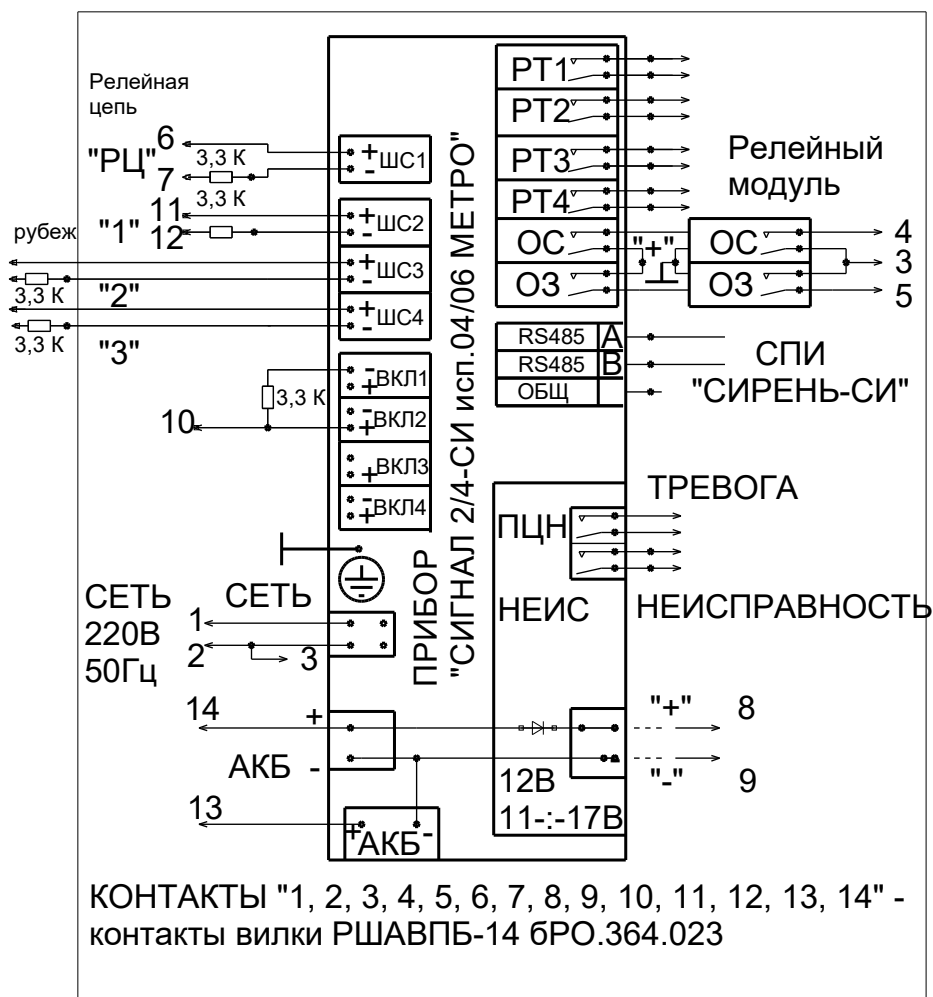 Релейная
цепь
"РЦ"
6
3,3 К
7
3,3 К
+
-
ШС1
рубеж
"1"
11
12
+
-
ШС2
+
-
ШС3
3,3 К
"2"
+
-
ШС4
3,3 К
"3"
-
+
ВКЛ1
3,3 К
10
-
+
ВКЛ2
+
ВКЛ3
-
+
ВКЛ4
СЕТЬ
220В
50Гц
СЕТЬ
1
2
3
14
+
АКБ -
13
+
АКБ
-
ПРИБОР
"СИГНАЛ 2/4-СИ исп.04/06 МЕТРО"
РТ1
РТ2
РТ3
РТ4
ОС
ОЗ
"+"
Релейный
модуль
ОС
ОЗ
4
3
5
RS485 A
RS485 B
ОБЩ
СПИ
"СИРЕНЬ-СИ"
ТРЕВОГА
ПЦН
НЕИС
НЕИСПРАВНОСТЬ
"+" 8
"-" 9
12В
11-:-17В
КОНТАКТЫ "1, 2, 3, 4, 5, 6, 7, 8, 9, 10, 11, 12, 13, 14" -
контакты вилки РШАВПБ-14 бРО.364.023